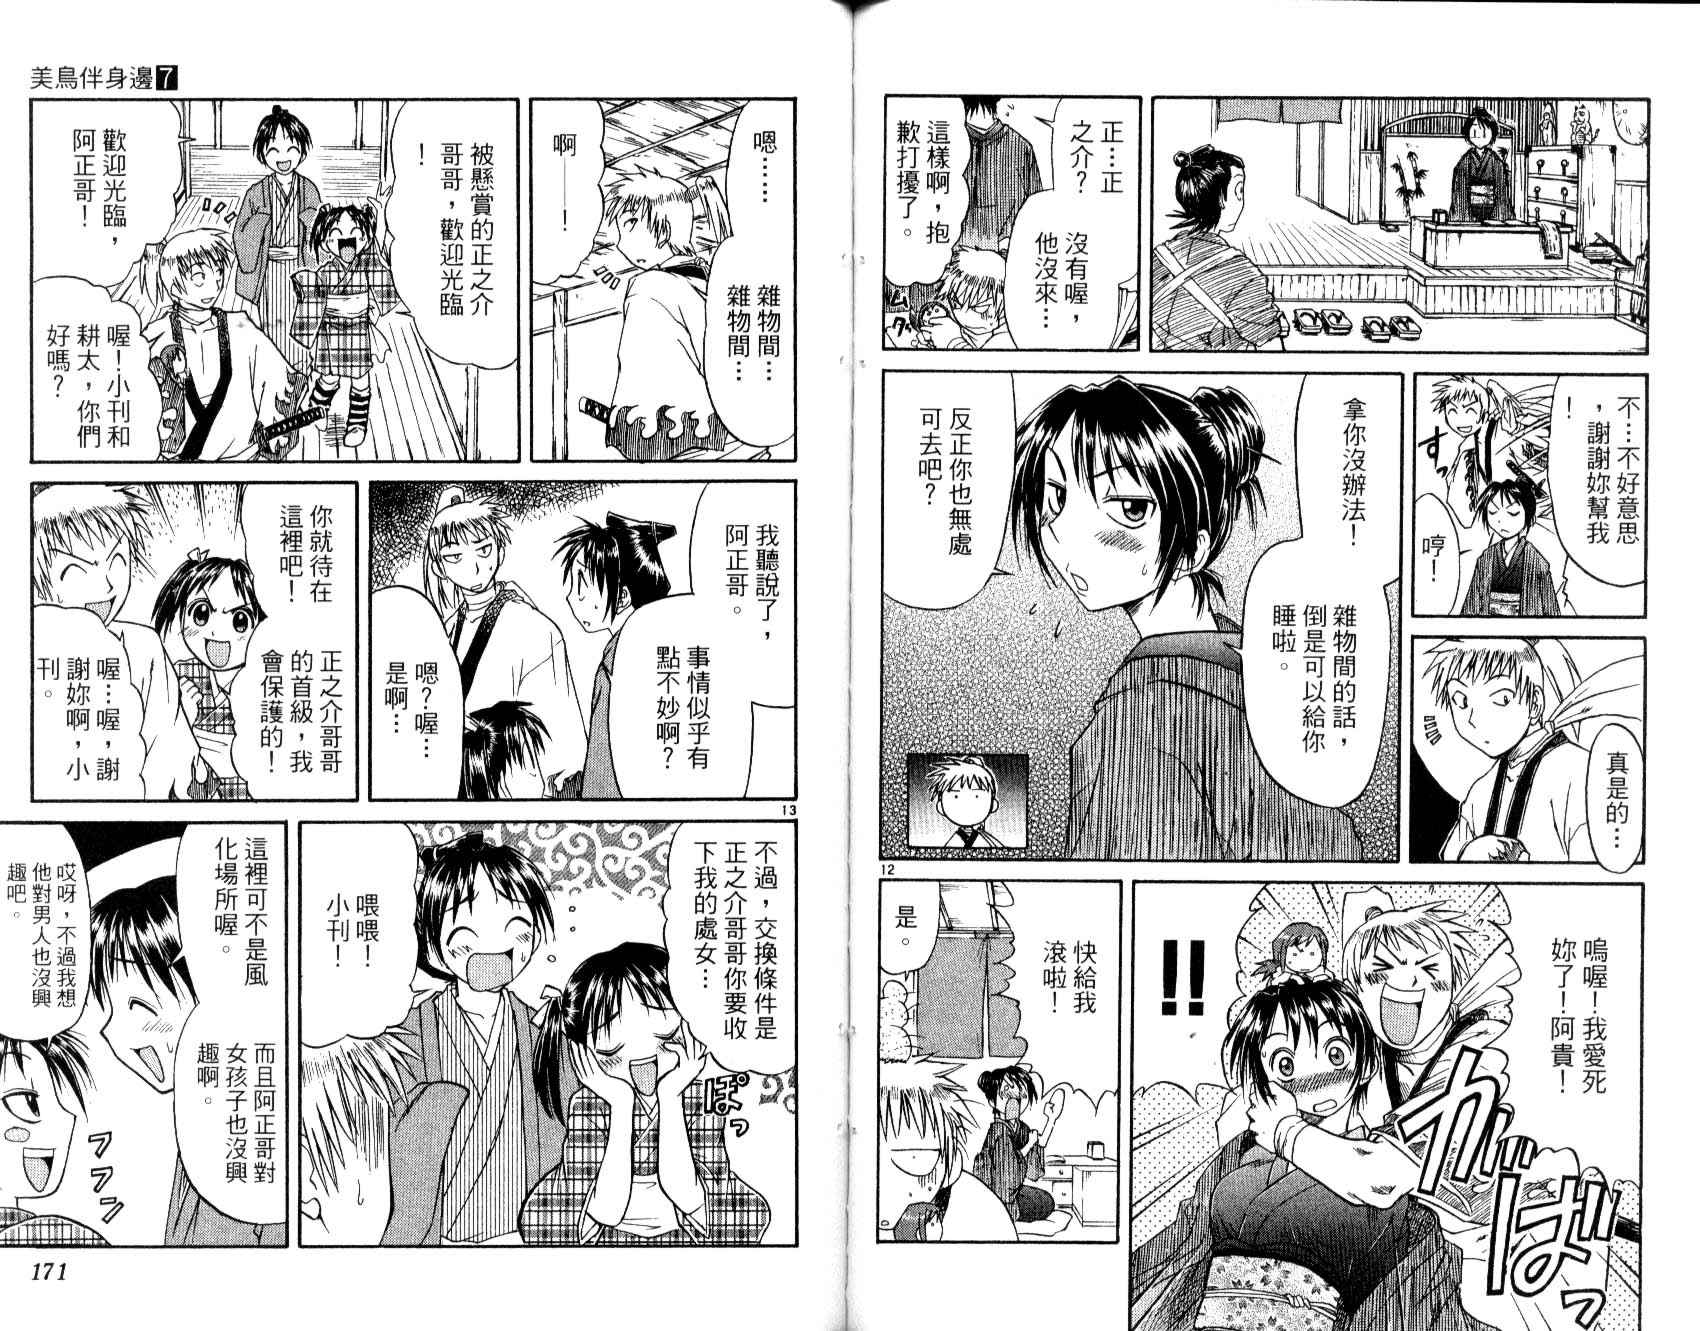 正…正
之介？
沒有喔，
他沒來…
這樣啊，抱
歉打擾了。
ム
クク
不…不好意思
，謝謝妳幫我
！
す
哼！
真是的…
拿你沒辦法！
雜物間的話，
倒是可以給你
睡啦。
反正你也無處
可去吧？
12
嗚喔！我愛死
妳了！阿貴！
!!
ガばっ
快給我
滾啦！
是。
美鳥伴身邊7
嗯……
雜物間…
雜物間…
啊
——！
被懸賞的正之介
哥哥，歡迎光臨
！
歡迎光臨，
阿正哥！
喔！小刊和
耕太，你們
好嗎？
我聽說了，
阿正哥。
事情似乎有
點不妙啊？
嗯？喔…
是啊…
你就待在
這裡吧！
正之介哥哥
的首級，我
會保護的！
喔…喔，謝
謝妳啊，小
刊。
13
不過，交換條件是
正之介哥哥你要收
下我的處女…
ぽっ
喂喂！
小刊！
這裡可不是風
化場所喔。
而且阿正哥對
女孩子也沒興
趣啊。
哎呀，不過我想
他對男人也沒興
趣吧。
フフン
171